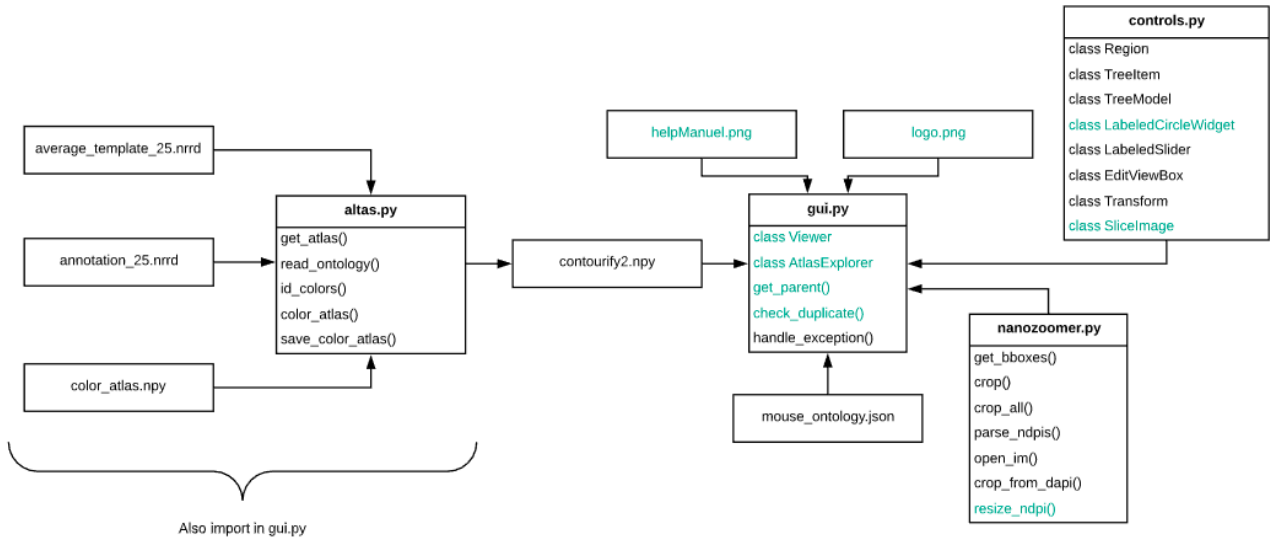 average_template_25.nrrd
annotation_25.nrrd
color_atlas.npy
altas.py
get_atlas()
read_ontology()
id_colors()
color_atlas()
save_color_atlas()
Also import in gui.py
contourify2.npy
helpManuel.png
logo.png
gui.py
class Viewer
class AtlasExplorer
get_parent()
check_duplicate()
handle_exception()
mouse_ontology.json
controls.py
class Region
class TreeItem
class TreeModel
class LabeledCircleWidget
class LabeledSlider
class EditViewBox
class Transform
class SliceImage
nanozoomer.py
get_bboxes()
crop()
crop_all()
parse_ndpis()
open_im()
crop_from_dapi()
resize_ndpi()